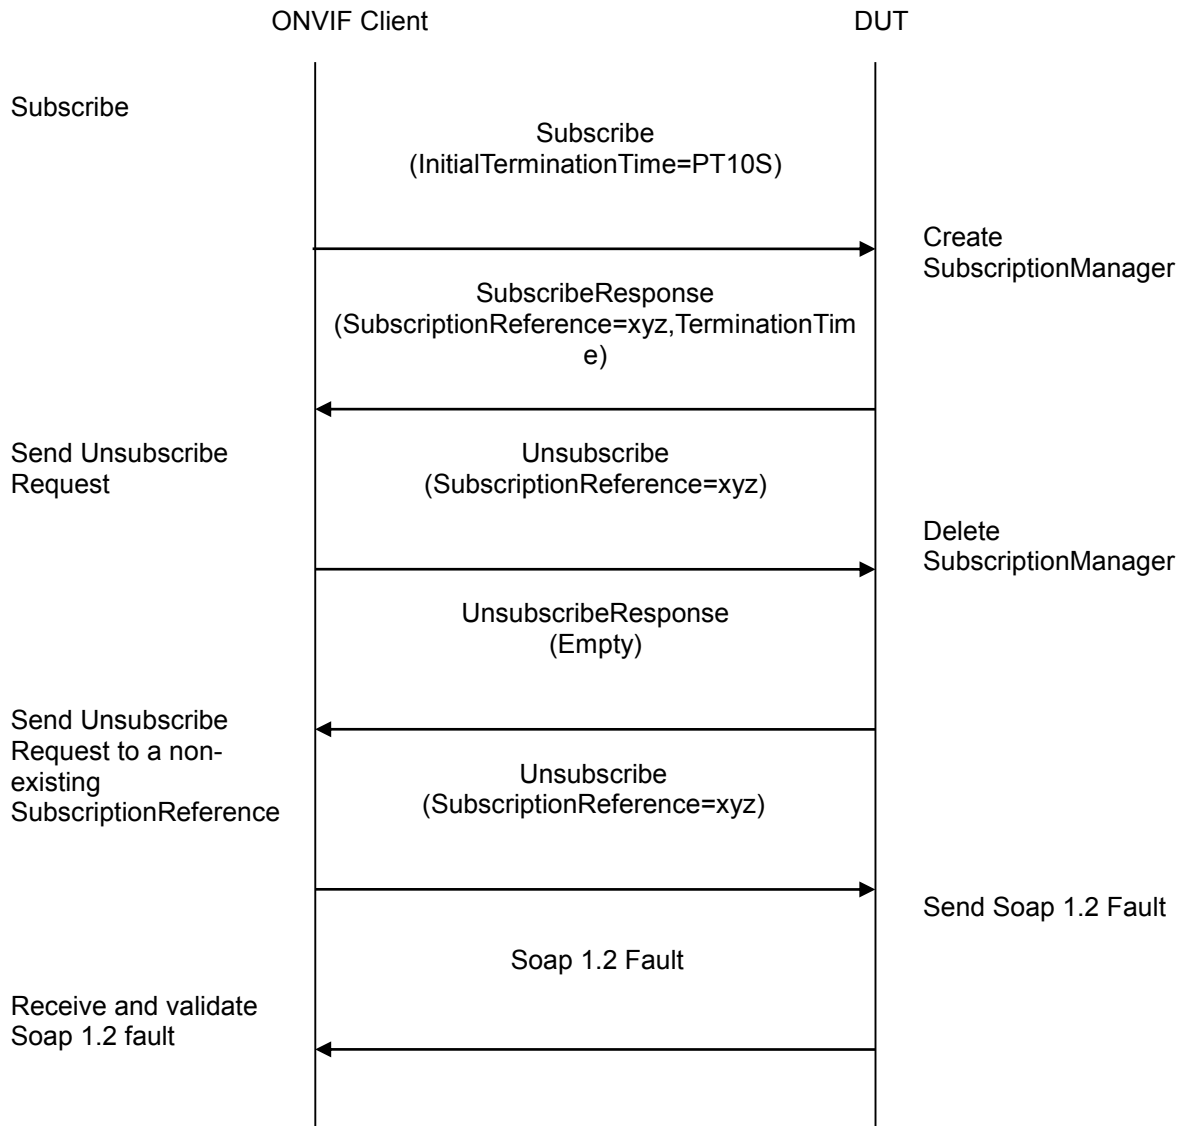 ONVIF Client
DUT
Subscribe
Subscribe
(InitialTerminationTime=PT10S)
Create
SubscriptionManager
SubscribeResponse
(SubscriptionReference=xyz,TerminationTim
e)
Send Unsubscribe
Request
Unsubscribe
(SubscriptionReference=xyz)
Delete
SubscriptionManager
UnsubscribeResponse
(Empty)
Send Unsubscribe
Request to a non-
existing
SubscriptionReference
Unsubscribe
(SubscriptionReference=xyz)
Send Soap 1.2 Fault
Soap 1.2 Fault
Receive and validate
Soap 1.2 fault